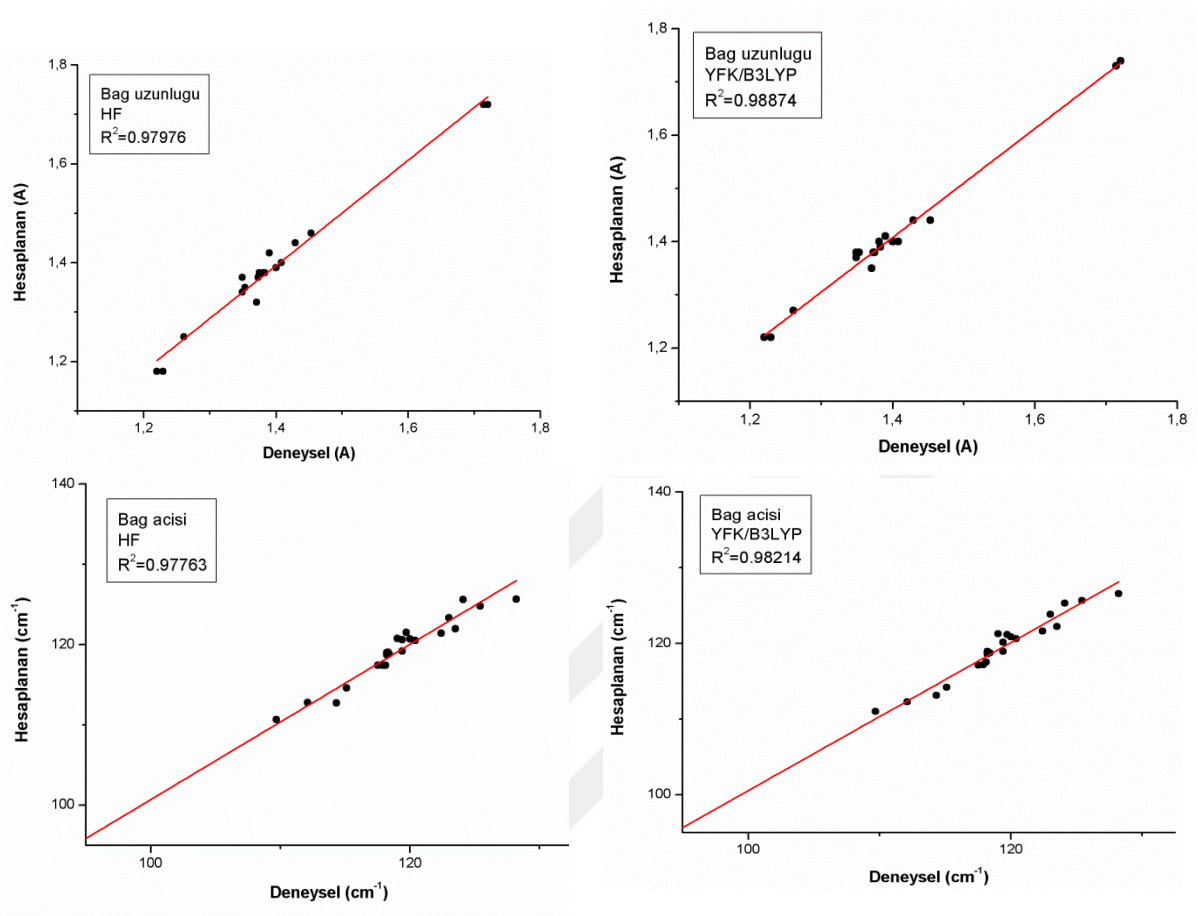 Bag uzunlugu
HF
R²=0.97976
1,8
1,6
1,4
1,2
Hesaplanan (A)
1,2 1,4 1,6 1,8
Deneysel (A)
Bag uzunlugu
YFK/B3LYP
R²=0.98874
1,8
1,6
1,4
1,2
Hesaplanan (A)
1,2 1,4 1,6 1,8
Deneysel (A)
Bag acisi
HF
R²=0.97763
140
120
100
Hesaplanan (cm⁻¹)
100 120
Deneysel (cm⁻¹)
Bag acisi
YFK/B3LYP
R²=0.98214
140
120
100
Hesaplanan (cm⁻¹)
100 120
Deneysel (cm⁻¹)